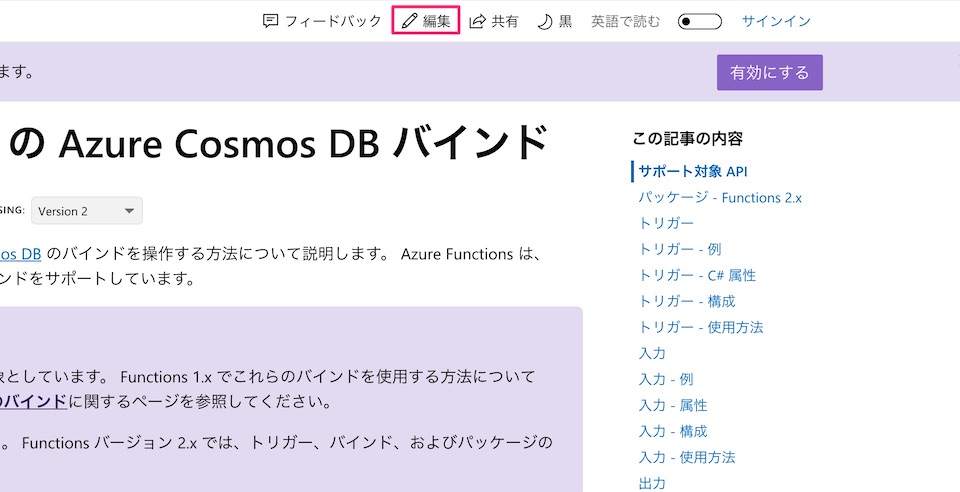 フィードバック 編集 共有 黒 英語で読む サインイン
ます。
有効にする
の Azure Cosmos DB バインド
SING: Version 2
os DB のバインドを操作する方法について説明します。 Azure Functions は、
ンドをサポートしています。
象としています。 Functions 1.x でこれらのバインドを使用する方法について
のバインドに関するページを参照してください。
。 Functions バージョン 2.x では、トリガー、バインド、およびパッケージの
この記事の内容
サポート対象 API
パッケージ - Functions 2.x
トリガー
トリガー - 例
トリガー - C# 属性
トリガー - 構成
トリガー - 使用方法
入力
入力 - 例
入力 - 属性
入力 - 構成
入力 - 使用方法
出力